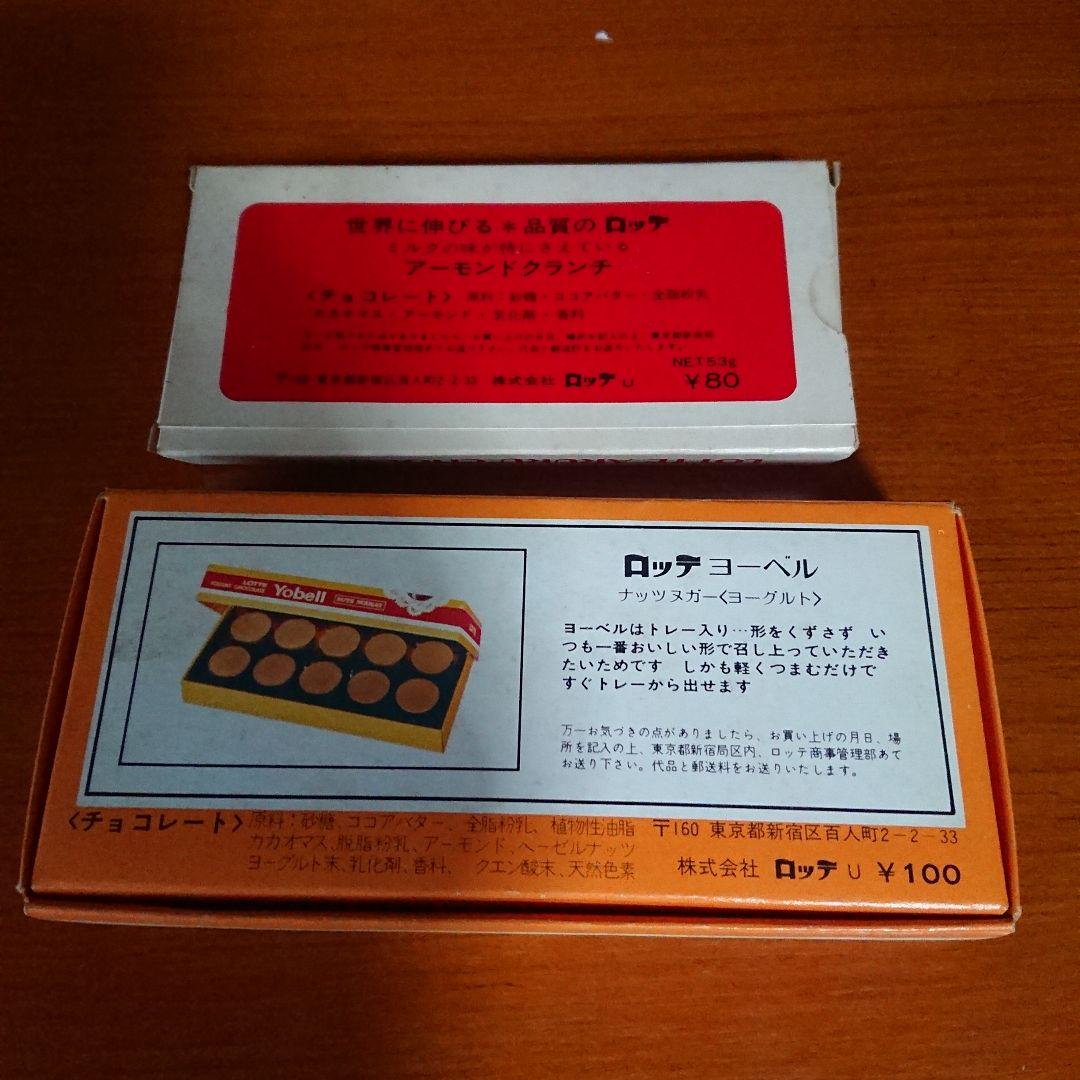 世界に伸びる*品質のロッテ
ミルクの味が特にさえている
アーモンドクランチ
〈チョコレート〉 原料:砂糖・ココアバター・全脂粉乳
カカオマス・アーモンド・乳化剤・香料
NET53g
東京都新宿区百人町2-2-33 株式会社 ロッテ U ¥80
ロッテ ヨーベル
ナッツヌガー〈ヨーグルト〉
LOTTE
YOGURT CHOCOLATE Yobell
ヨーベルはトレー入り…形をくずさず い
つも一番おいしい形で召し上っていただき
たいためです しかも軽くつまむだけで
すぐトレーから出せます
万一お気づきの点がありましたら、お買い上げの月日、場
所を記入の上、東京都新宿局区内、ロッテ商事管理部あて
お送り下さい。代品と郵送料をお送りいたします。
〈チョコレート〉原料:砂糖、ココアバター、全脂粉乳、植物性油脂
カカオマス、脱脂粉乳、アーモンド、ヘーゼルナッツ
ヨーグルト末、乳化剤、香料、 クエン酸末、天然色素
〒160 東京都新宿区百人町2-2-33
株式会社 ロッテ U ¥100